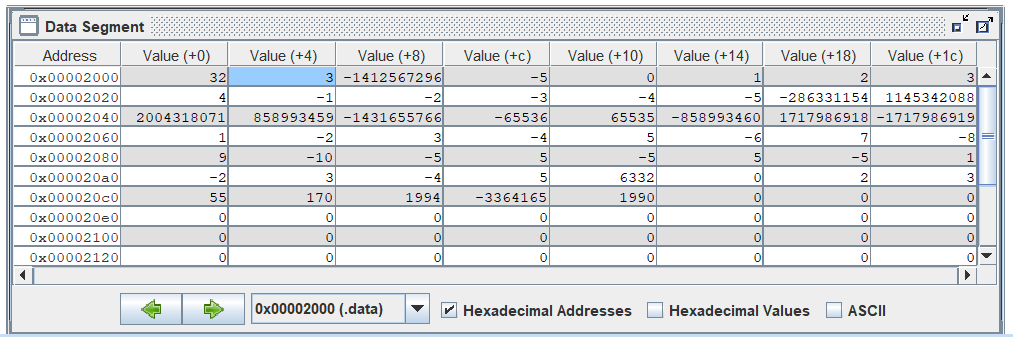 Data Segment
Address Value (+0) Value (+4) Value (+8) Value (+c) Value (+10) Value (+14) Value (+18) Value (+1c)
0x00002000 32 3 -1412567296 -5 0 1 2 3
0x00002020 4 -1 -2 -3 -4 -5 -286331154 1145342088
0x00002040 2004318071 858993459 -1431655766 -65536 65535 -858993460 1717986918 -1717986919
0x00002060 1 -2 3 -4 5 -6 7 -8
0x00002080 9 -10 -5 5 -5 5 -5 1
0x000020a0 -2 3 -4 5 6332 0 2 3
0x000020c0 55 170 1994 -3364165 1990 0 0 0
0x000020e0 0 0 0 0 0 0 0 0
0x00002100 0 0 0 0 0 0 0 0
0x00002120 0 0 0 0 0 0 0 0
0x00002000 (.data) Hexadecimal Addresses Hexadecimal Values ASCII